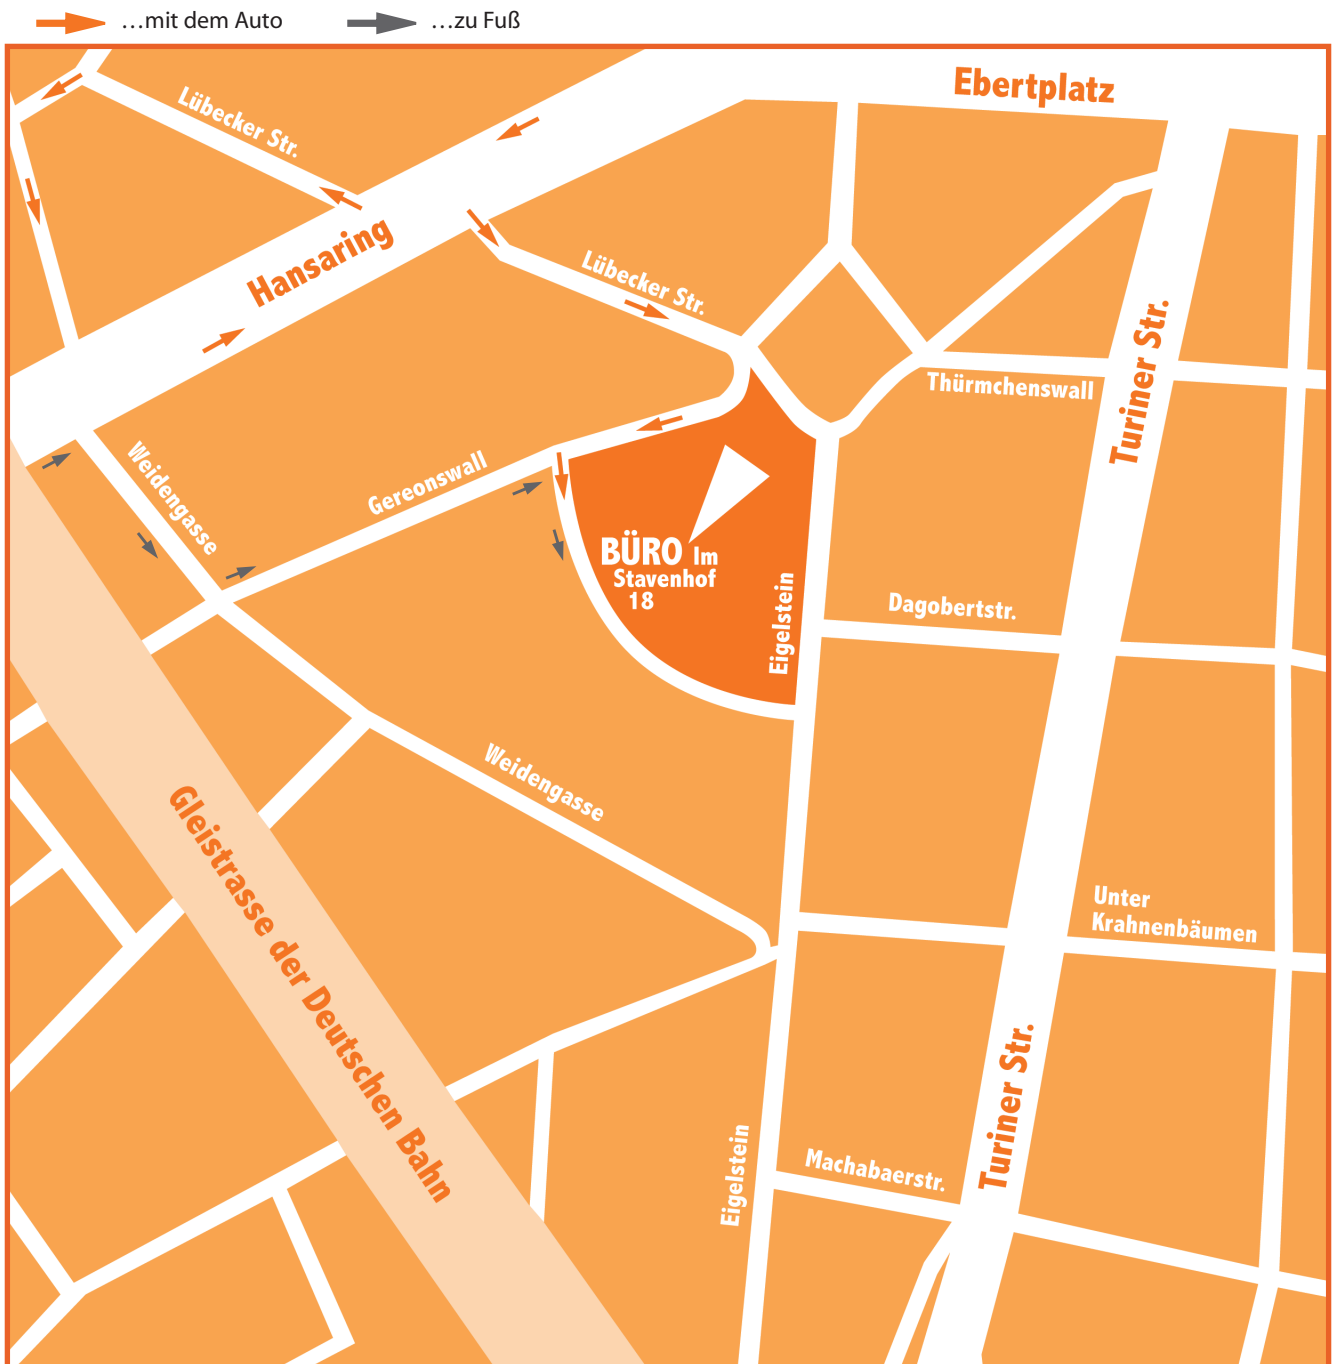 …mit dem Auto
…zu Fuß
Ebertplatz
Lübecker Str.
Hansaring
Lübecker Str.
Turiner Str.
Thürmchenswall
Weidengasse
Gereonswall
BÜRO Im
Stavenhof
18
Eigelstein
Dagobertstr.
Weidengasse
Gleistrasse der Deutschen Bahn
Unter
Krahnenbäumen
Turiner Str.
Eigelstein
Machabaerstr.